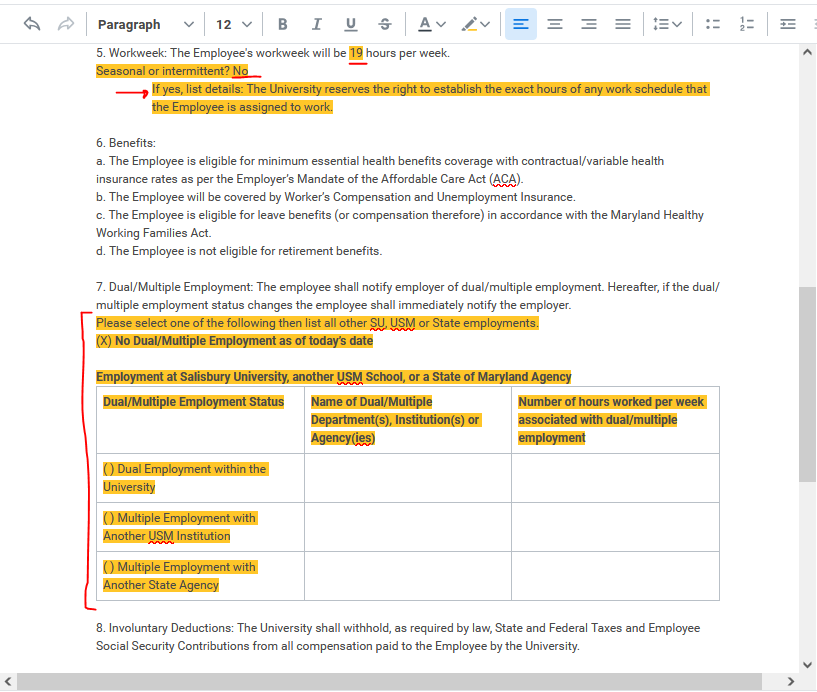 Paragraph 12 B I U S A
5. Workweek: The Employee's workweek will be 19 hours per week.
Seasonal or intermittent? No
If yes, list details: The University reserves the right to establish the exact hours of any work schedule that
the Employee is assigned to work.
6. Benefits:
a. The Employee is eligible for minimum essential health benefits coverage with contractual/variable health
insurance rates as per the Employer's Mandate of the Affordable Care Act (ACA).
b. The Employee will be covered by Worker's Compensation and Unemployment Insurance.
c. The Employee is eligible for leave benefits (or compensation therefore) in accordance with the Maryland Healthy
Working Families Act.
d. The Employee is not eligible for retirement benefits.
7. Dual/Multiple Employment: The employee shall notify employer of dual/multiple employment. Hereafter, if the dual/
multiple employment status changes the employee shall immediately notify the employer.
Please select one of the following then list all other SU, USM or State employments.
(X) No Dual/Multiple Employment as of today's date
Employment at Salisbury University, another USM School, or a State of Maryland Agency
Dual/Multiple Employment Status
Name of Dual/Multiple
Department(s), Institution(s) or
Agency(ies)
Number of hours worked per week
associated with dual/multiple
employment
( ) Dual Employment within the
University
( ) Multiple Employment with
Another USM Institution
( ) Multiple Employment with
Another State Agency
8. Involuntary Deductions: The University shall withhold, as required by law, State and Federal Taxes and Employee
Social Security Contributions from all compensation paid to the Employee by the University.